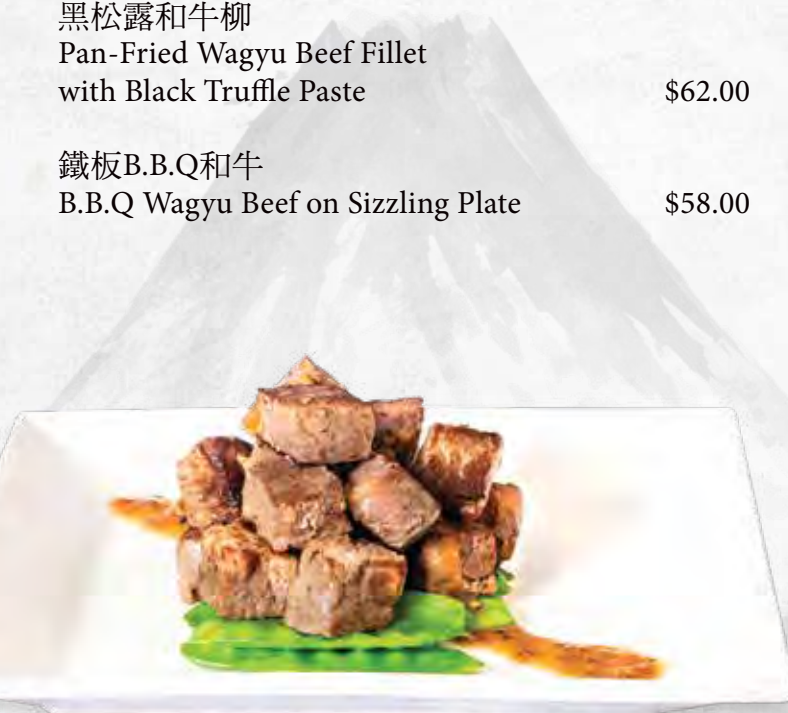 黑松露和牛柳
Pan-Fried Wagyu Beef Fillet
with Black Truffle Paste $62.00
鐵板B.B.Q和牛
B.B.Q Wagyu Beef on Sizzling Plate $58.00